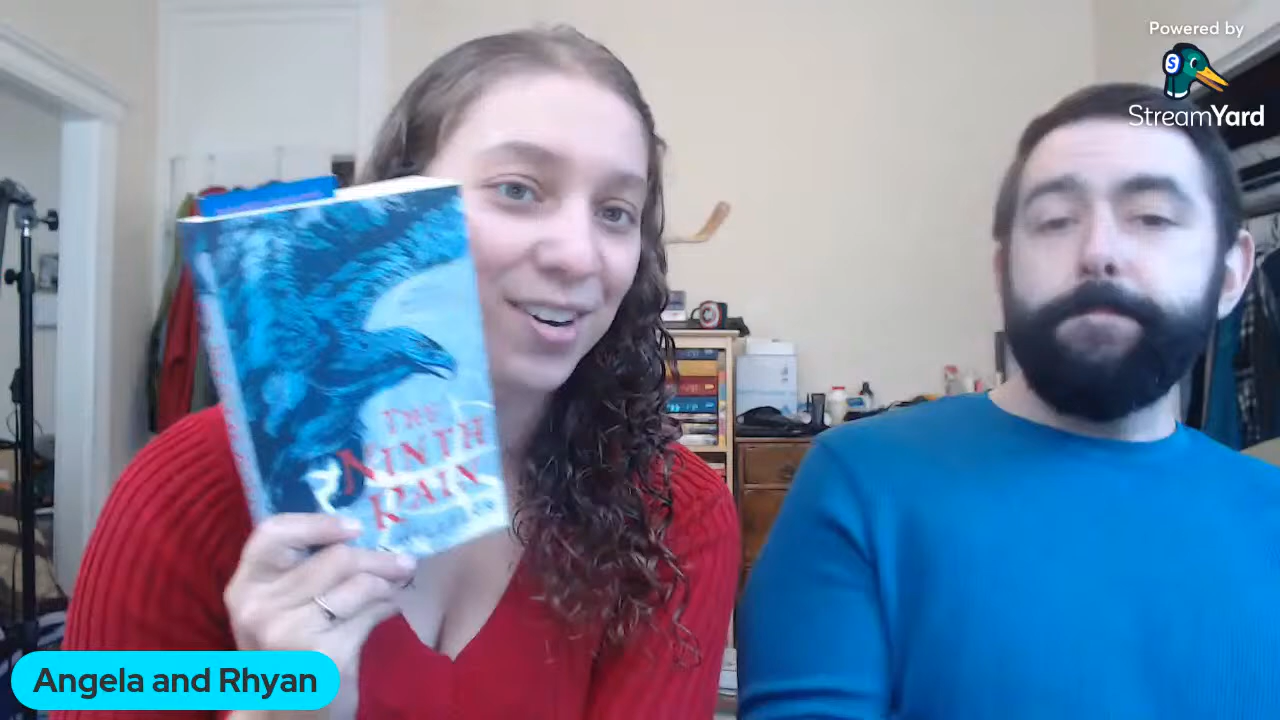 Powered by
StreamYard
THE
NINTH
RAIN
Angela and Rhyan